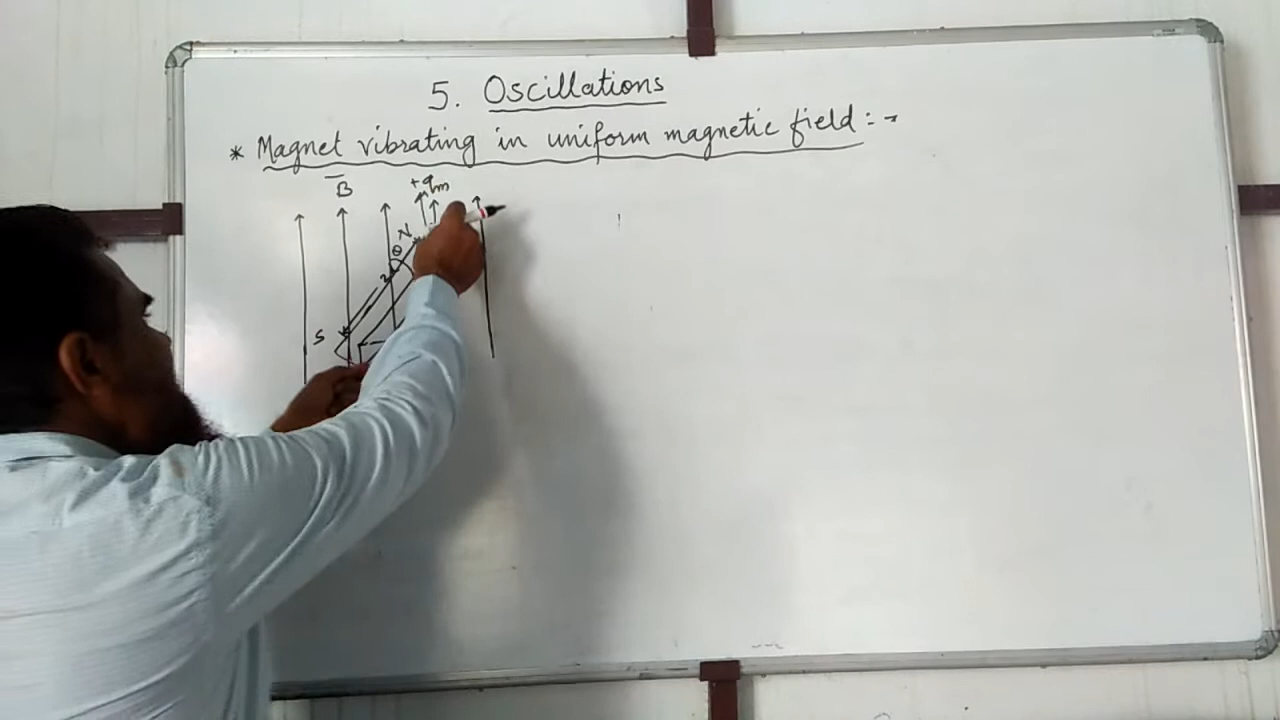 5. Oscillations
* Magnet vibrating in uniform magnetic field :-
B
+qm
N
θ
S